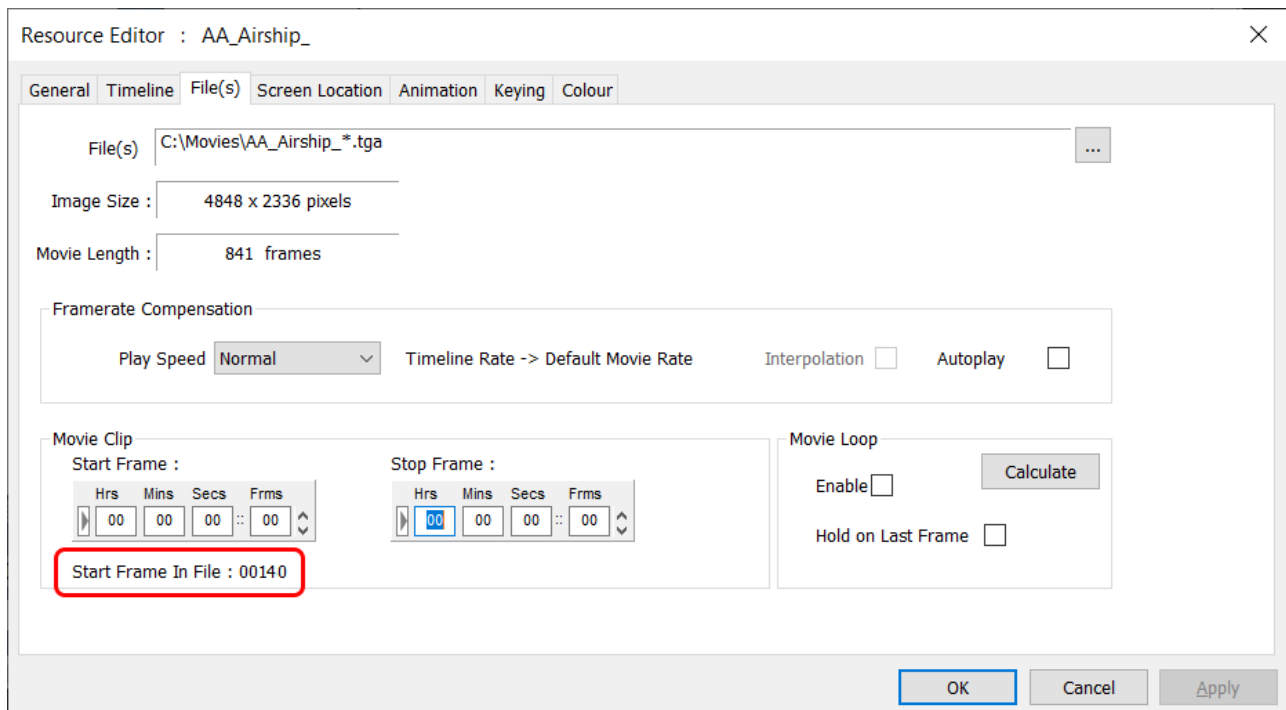 Resource Editor : AA_Airship_
General Timeline File(s) Screen Location Animation Keying Colour
File(s) C:\Movies\AA_Airship_*.tga ...
Image Size : 4848 x 2336 pixels
Movie Length : 841 frames
Framerate Compensation
Play Speed Normal Timeline Rate -> Default Movie Rate Interpolation Autoplay
Movie Clip
Start Frame :
Hrs Mins Secs Frms
00 00 00 :: 00
Start Frame In File : 00140
Stop Frame :
Hrs Mins Secs Frms
00 00 00 :: 00
Movie Loop
Enable
Calculate
Hold on Last Frame
OK Cancel Apply